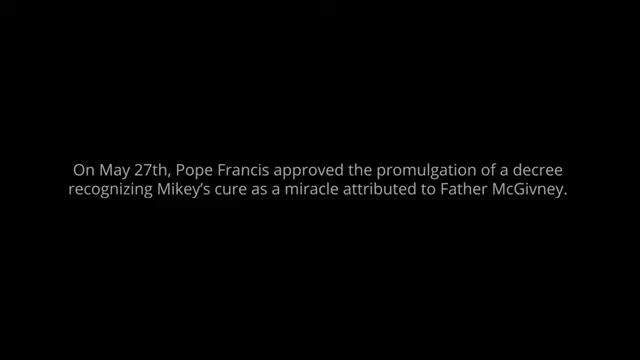 On May 27th, Pope Francis approved the promulgation of a decree
recognizing Mikey’s cure as a miracle attributed to Father McGivney.